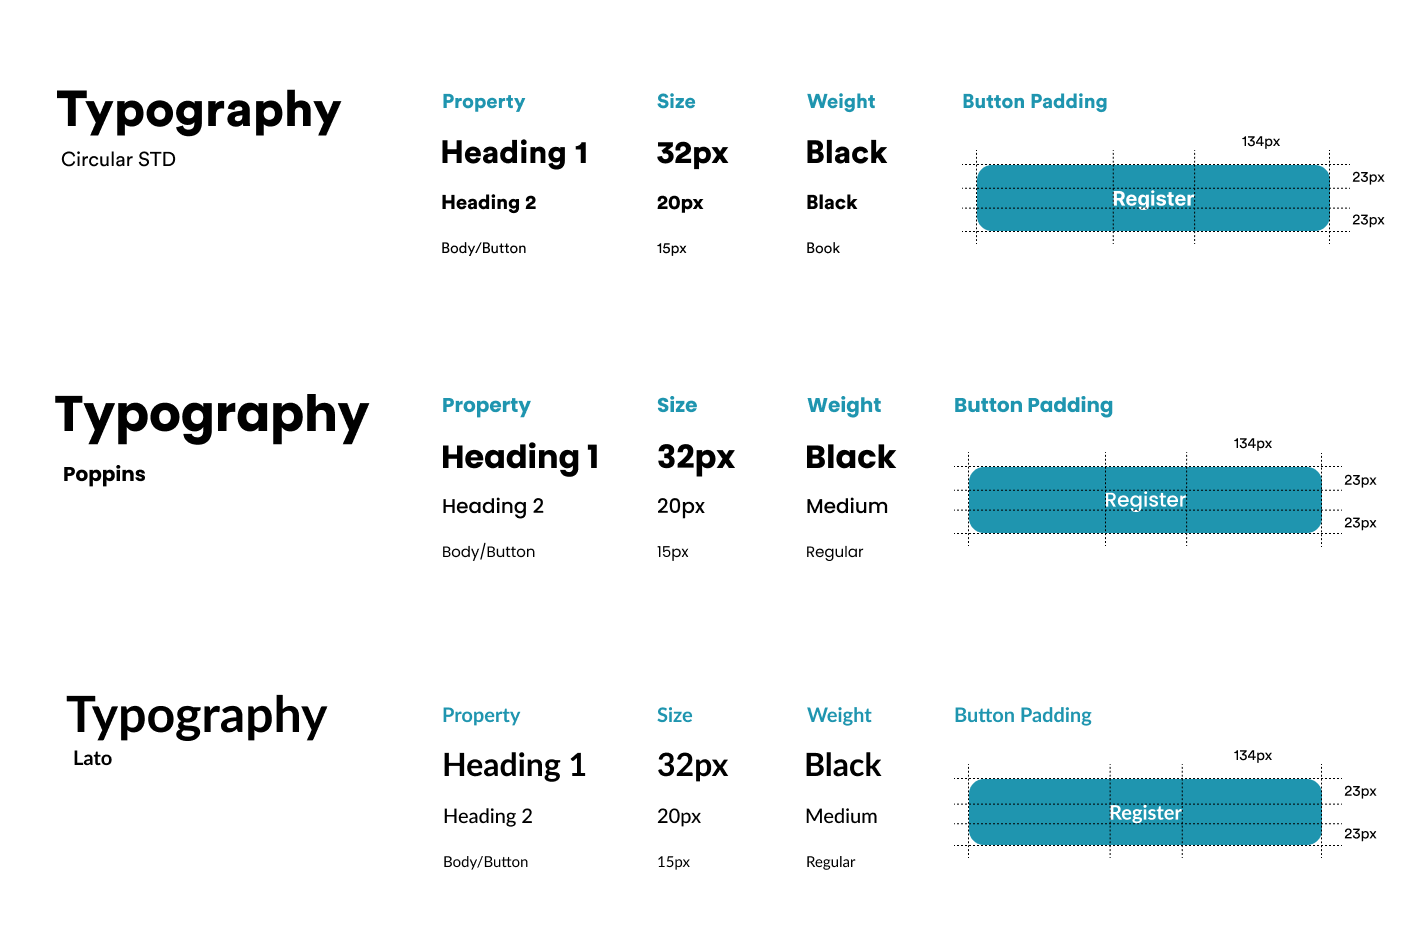 Typography
Circular STD
Property Size Weight Button Padding
Heading 1 32px Black
Heading 2 20px Black
Body/Button 15px Book
134px
23px
Register
23px
Typography
Poppins
Property Size Weight Button Padding
Heading 1 32px Black
Heading 2 20px Medium
Body/Button 15px Regular
134px
23px
Register
23px
Typography
Lato
Property Size Weight Button Padding
Heading 1 32px Black
Heading 2 20px Medium
Body/Button 15px Regular
134px
23px
Register
23px